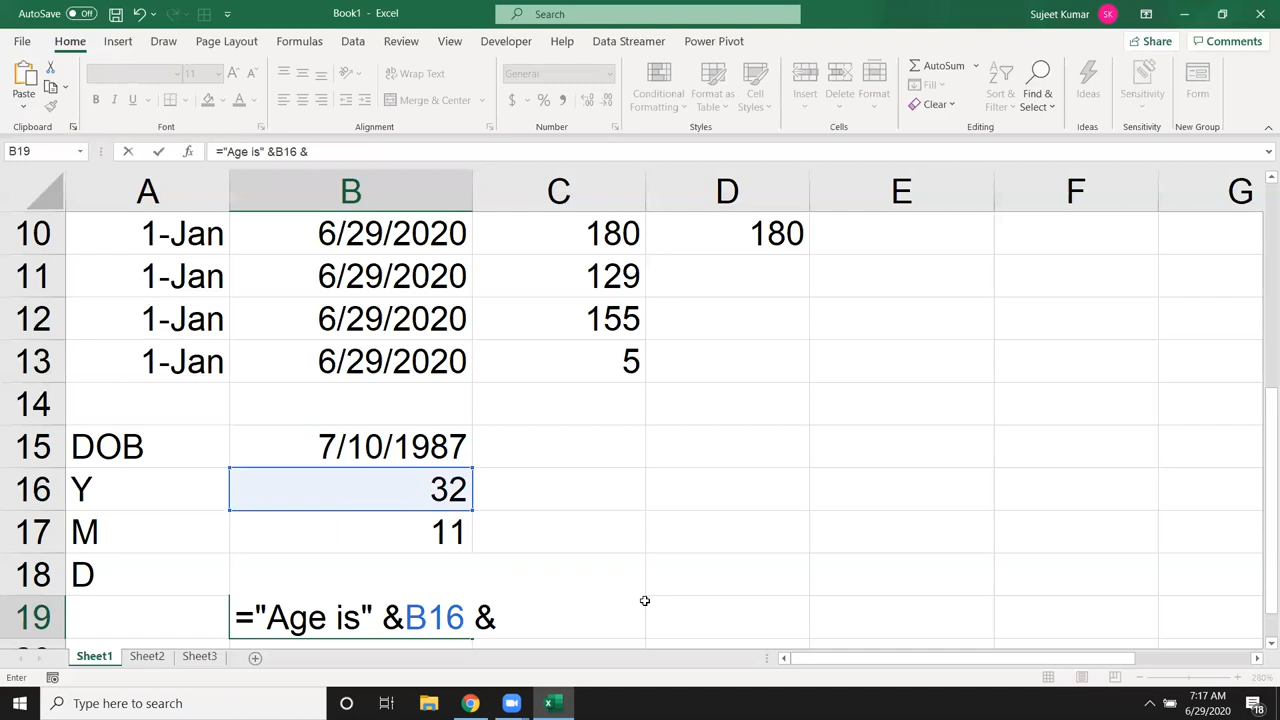 AutoSave Off Book1 - Excel Search Sujeet Kumar SK
File Home Insert Draw Page Layout Formulas Data Review View Developer Help Data Streamer Power Pivot Share Comments
Paste 11 Wrap Text General Conditional Formatting Format as Table Cell Styles Insert Delete Format AutoSum Sort & Filter Find & Select Ideas Sensitivity Form
B I U Merge & Center $ % Fill
Clear
Clipboard Font Alignment Number Styles Cells Editing Ideas Sensitivity New Group
B19 fx ="Age is" &B16 &
A B C D E F G
10 1-Jan 6/29/2020 180 180
11 1-Jan 6/29/2020 129
12 1-Jan 6/29/2020 155
13 1-Jan 6/29/2020 5
14
15 DOB 7/10/1987
16 Y 32
17 M 11
18 D
19 ="Age is" &B16 &
Sheet1 Sheet2 Sheet3
Enter 280%
Type here to search 7:17 AM
6/29/2020 18